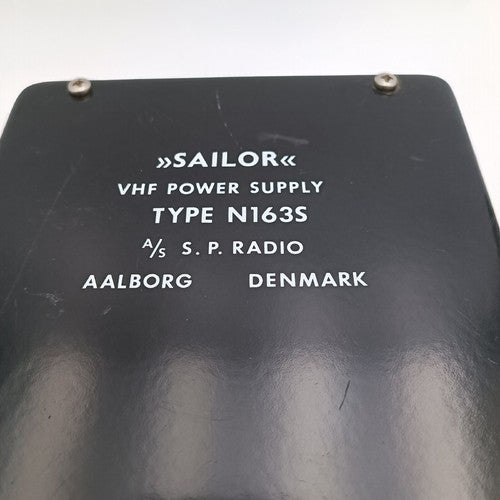 »SAILOR«
VHF POWER SUPPLY
TYPE N163S
A/S S. P. RADIO
AALBORG DENMARK